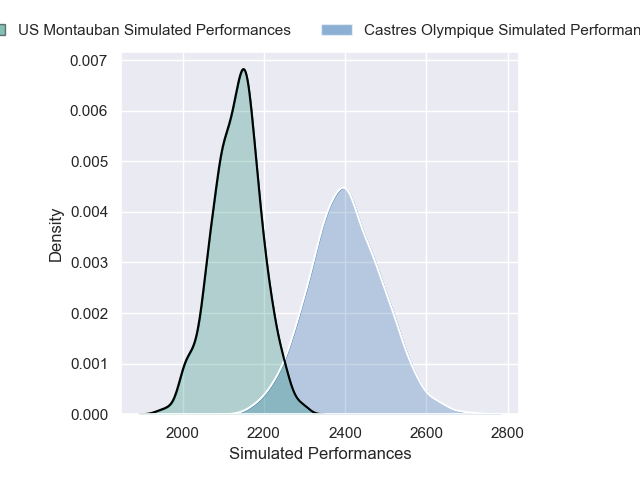 US Montauban Simulated Performances Castres Olympique Simulated Performan
0.007
0.006
0.005
0.004
0.003
0.002
0.001
0.000
Density
2000 2200 2400 2600 2800
Simulated Performances